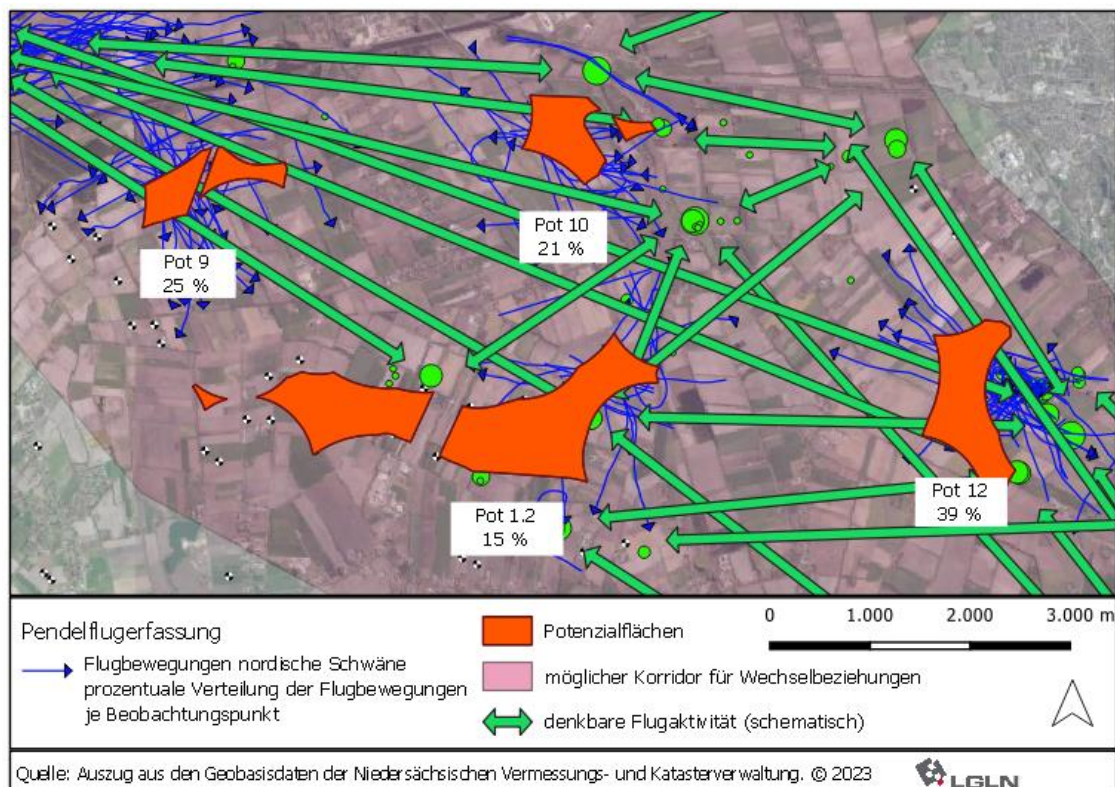 Pot 10
21 %
Pot 9
25 %
Pot 12
39 %
Pot 1.2
15 %
Pendelflugerfassung
Flugbewegungen nordische Schwäne
prozentuale Verteilung der Flugbewegungen
je Beobachtungspunkt
Potenzialflächen
möglicher Korridor für Wechselbeziehungen
denkbare Flugaktivität (schematisch)
0 1.000 2.000 3.000 m
Quelle: Auszug aus den Geobasisdaten der Niedersächsischen Vermessungs- und Katasterverwaltung. © 2023
LGLN